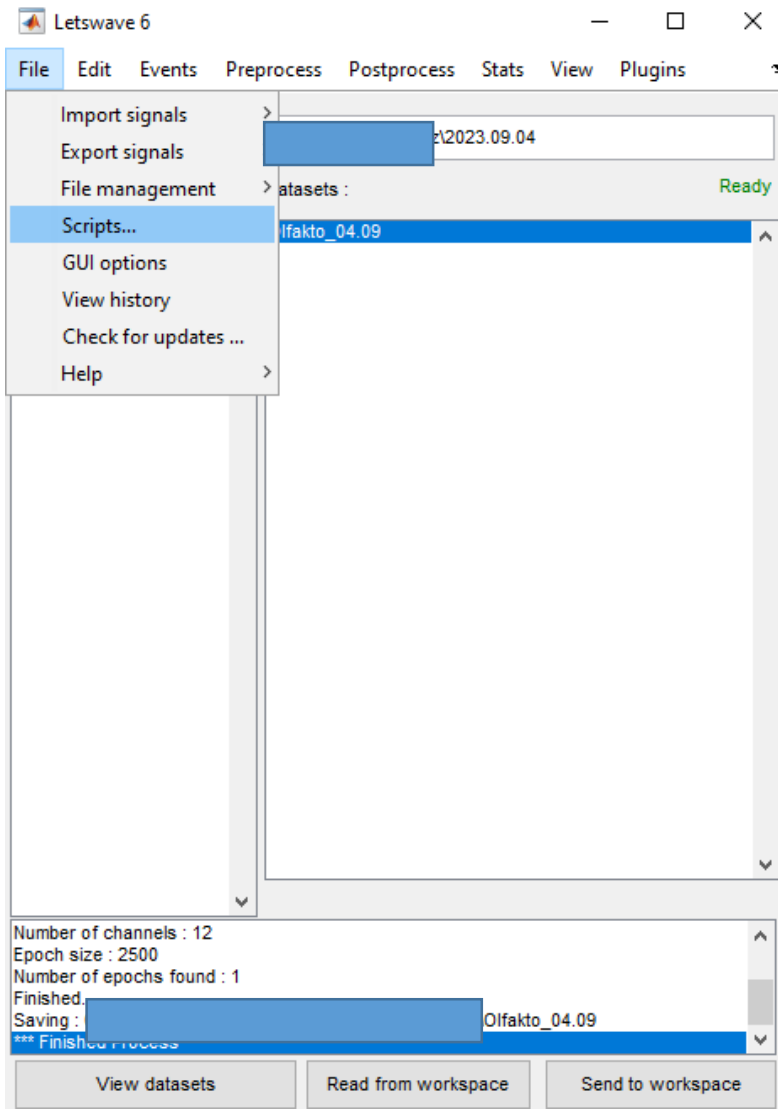 Letswave 6
File Edit Events Preprocess Postprocess Stats View Plugins
Import signals
Export signals
z\2023.09.04
File management
atasets :
Ready
Scripts...
lfakto_04.09
GUI options
View history
Check for updates ...
Help
Number of channels : 12
Epoch size : 2500
Number of epochs found : 1
Finished.
Saving :
Olfakto_04.09
*** Finished Process
View datasets
Read from workspace
Send to workspace